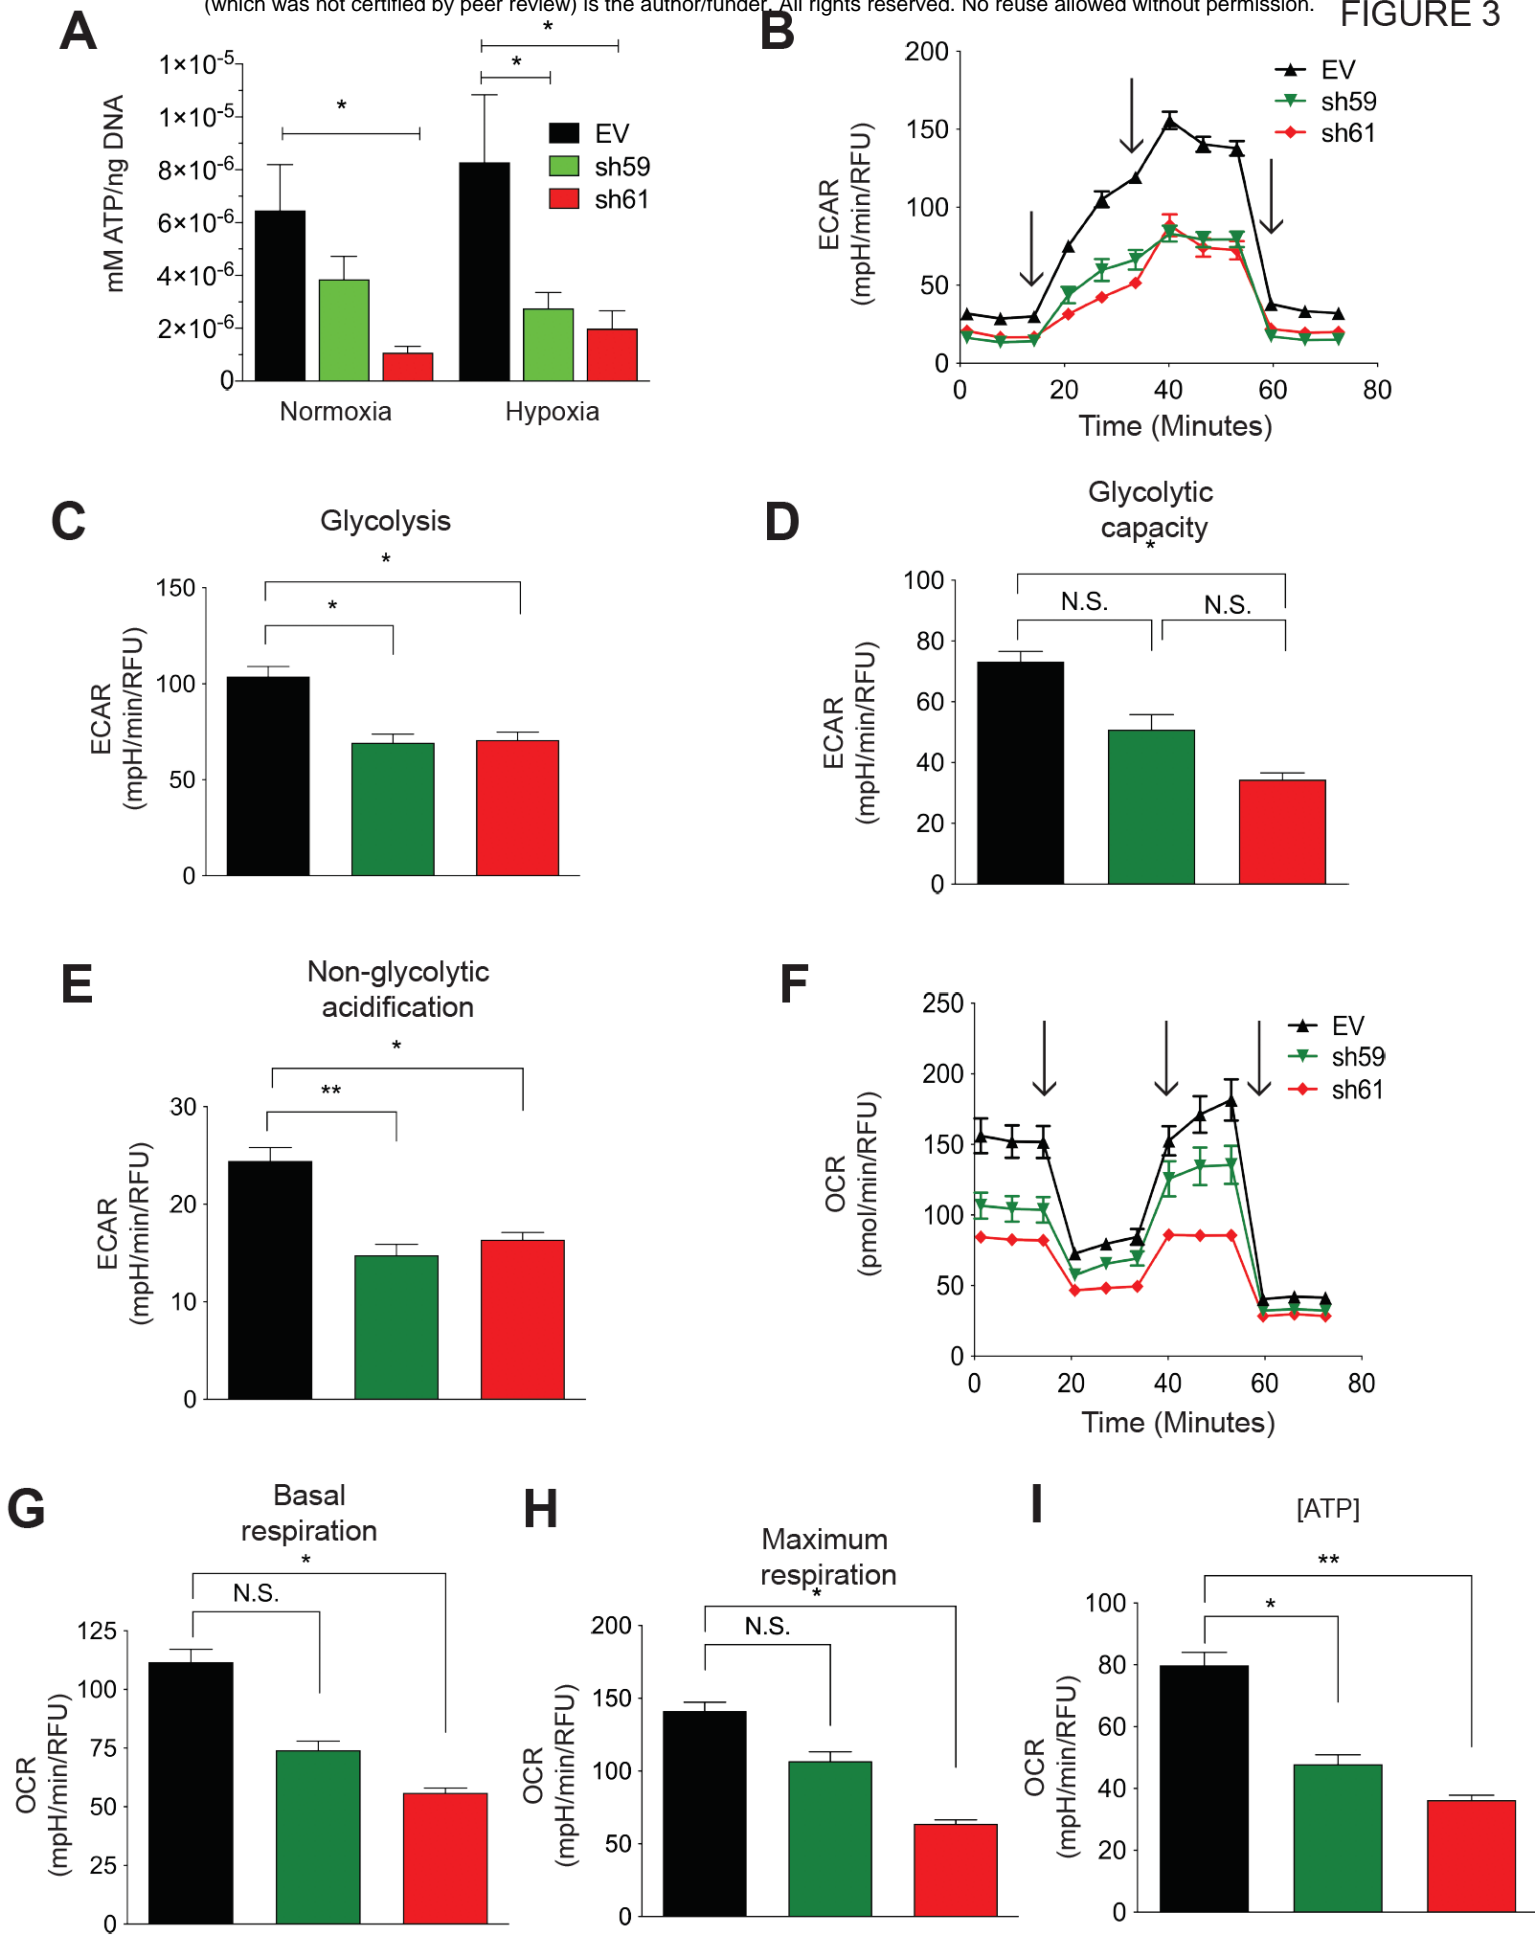 (which was not certified by peer review) is the author/funder. All rights reserved. No reuse allowed without permission.
FIGURE 3
A
mM ATP/ng DNA
1×10-5
1×10-5
8×10-6
6×10-6
4×10-6
2×10-6
0
*
*
*
EV
sh59
sh61
Normoxia
Hypoxia
B
ECAR
(mpH/min/RFU)
200
150
100
50
0
EV
sh59
sh61
0 20 40 60 80
Time (Minutes)
C
Glycolysis
*
*
ECAR
(mpH/min/RFU)
150
100
50
0
D
Glycolytic
capacity
*
N.S. N.S.
ECAR
(mpH/min/RFU)
100
80
60
40
20
0
E
Non-glycolytic
acidification
*
**
ECAR
(mpH/min/RFU)
30
20
10
0
F
OCR
(pmol/min/RFU)
250
200
150
100
50
0
EV
sh59
sh61
0 20 40 60 80
Time (Minutes)
G
Basal
respiration
*
N.S.
OCR
(mpH/min/RFU)
125
100
75
50
25
0
H
Maximum
respiration
*
N.S.
OCR
(mpH/min/RFU)
200
150
100
50
0
I
[ATP]
**
*
OCR
(mpH/min/RFU)
100
80
60
40
20
0